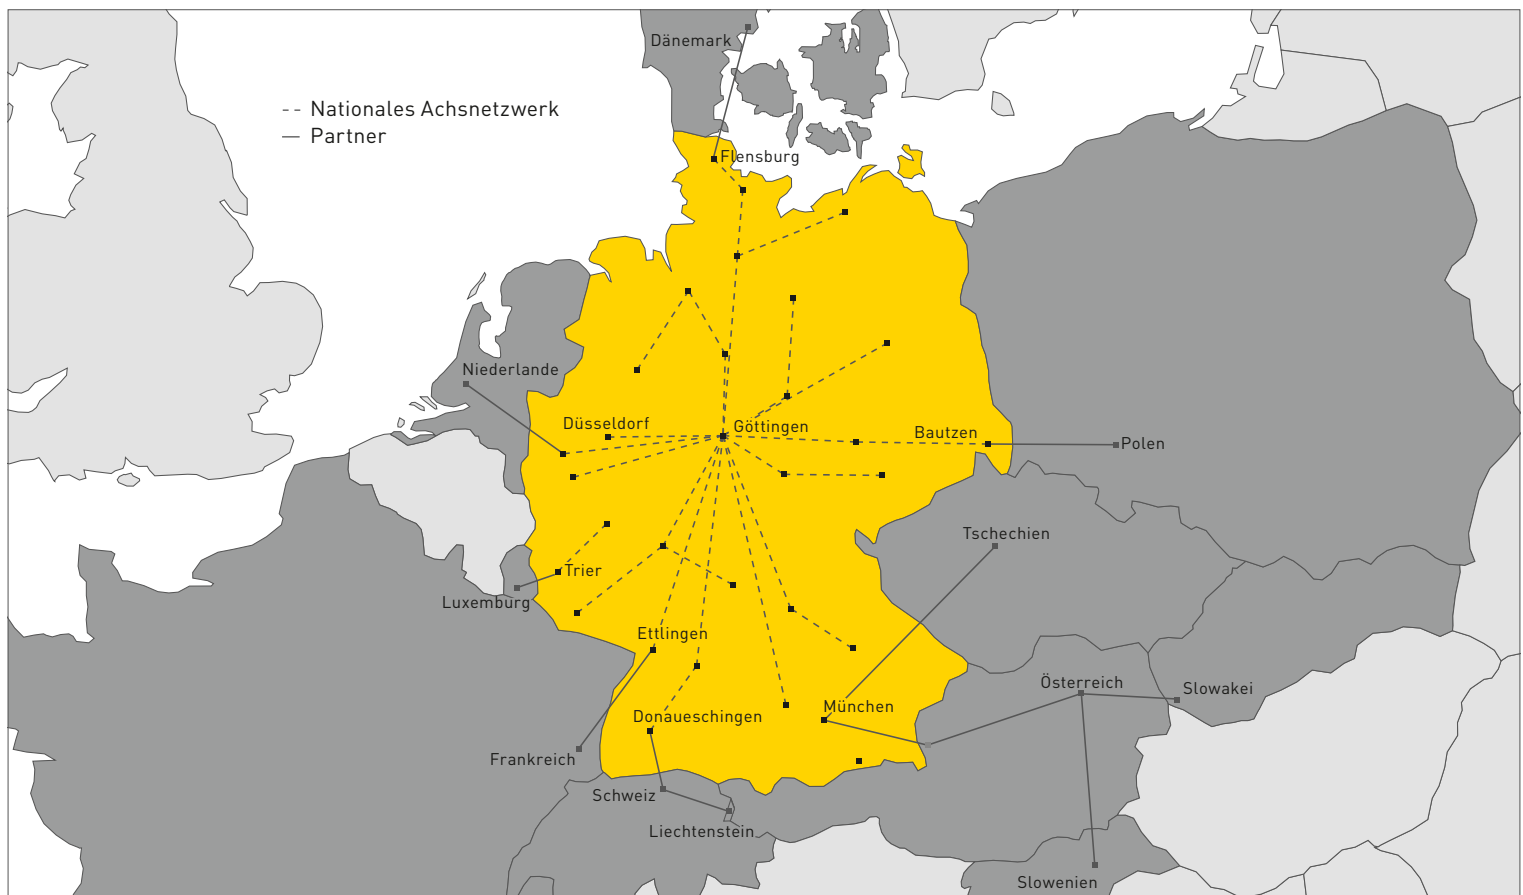 Dänemark
-- Nationales Achsnetzwerk
— Partner
Flensburg
Niederlande
Düsseldorf
Göttingen
Bautzen
Polen
Tschechien
Trier
Luxemburg
Ettlingen
Österreich
Slowakei
München
Donaueschingen
Frankreich
Schweiz
Liechtenstein
Slowenien